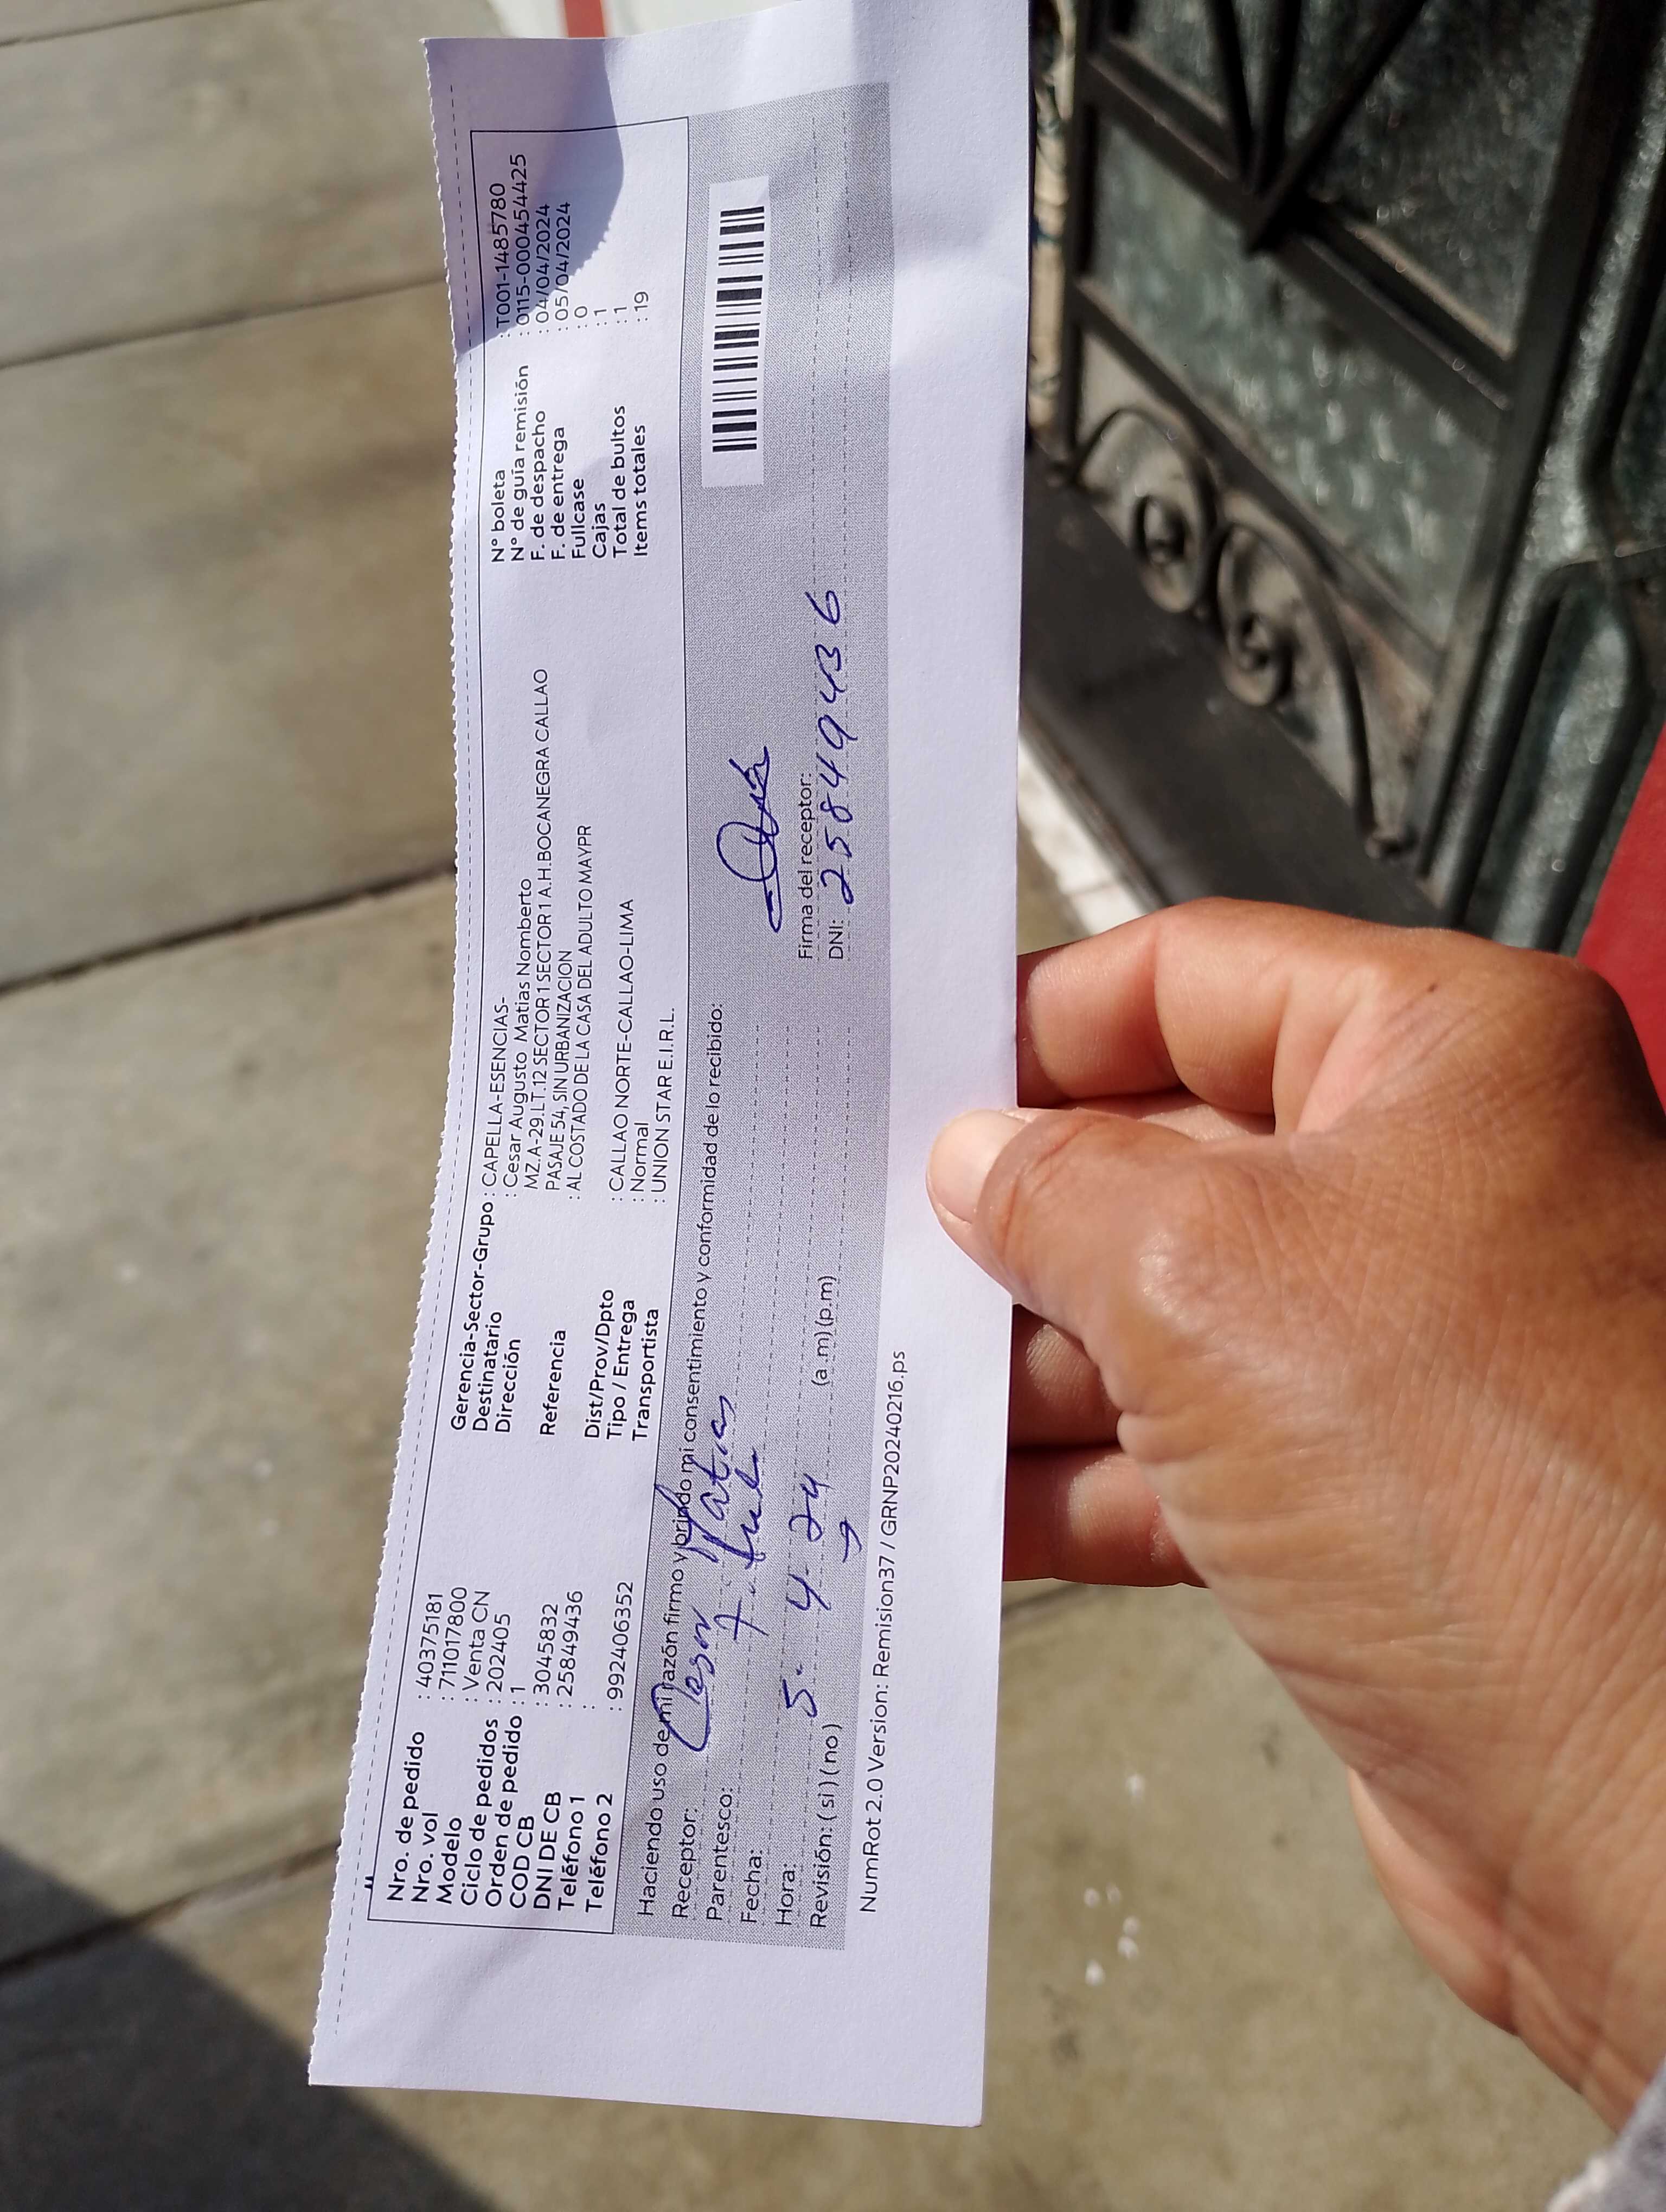 Nro. de pedido : 40375181
Nro. vol : 711017800
Modelo : Venta CN
Ciclo de pedidos : 202405
Orden de pedido : 1
COD CB : 3045832
DNI DE CB : 25849436
Teléfono 1 :
Teléfono 2 : 992406352
Gerencia-Sector-Grupo : CAPELLA-ESENCIAS-
Destinatario : Cesar Augusto Matias Nomberto
Dirección MZ.A-29.LT.12 SECTOR 1 SECTOR 1 A.H.BOCANEGRA CALLAO
PASAJE 54, SIN URBANIZACION
Referencia : AL COSTADO DE LA CASA DEL ADULTO MAYPR
Dist/Prov/Dpto : CALLAO NORTE-CALLAO-LIMA
Tipo / Entrega : Normal
Transportista : UNION STAR E.I.R.L.
N° boleta : T001-1485780
N° de guía remisión : 0115-0004544425
F. de despacho : 04/04/2024
F. de entrega : 05/04/2024
Fullcase : 0
Cajas : 1
Total de bultos : 1
Items totales : 19
Haciendo uso de mi razón firmo y brindo mi consentimiento y conformidad de lo recibido:
Receptor: Cesar Matias
Parentesco:
Fecha: 5- 4- 24
Hora:
Revisión: ( si ) ( no ) (a.m) (p.m)
Firma del receptor:
DNI: 25849436
NumRot 2.0 Version: Remision37 / GRNP20240216.ps